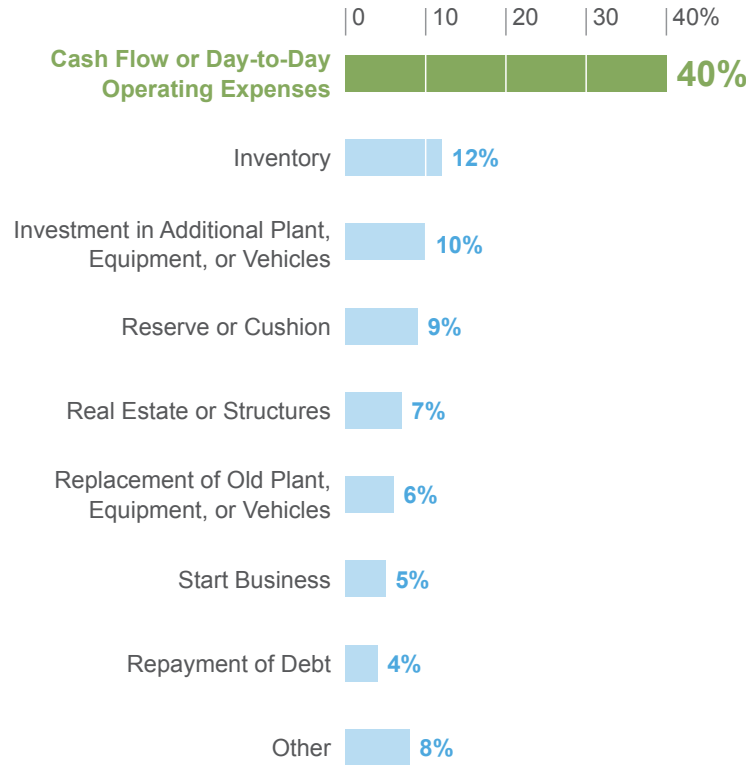 0 10 20 30 40%
Cash Flow or Day-to-Day
Operating Expenses
40%
Inventory
12%
Investment in Additional Plant,
Equipment, or Vehicles
10%
Reserve or Cushion
9%
Real Estate or Structures
7%
Replacement of Old Plant,
Equipment, or Vehicles
6%
Start Business
5%
Repayment of Debt
4%
Other
8%